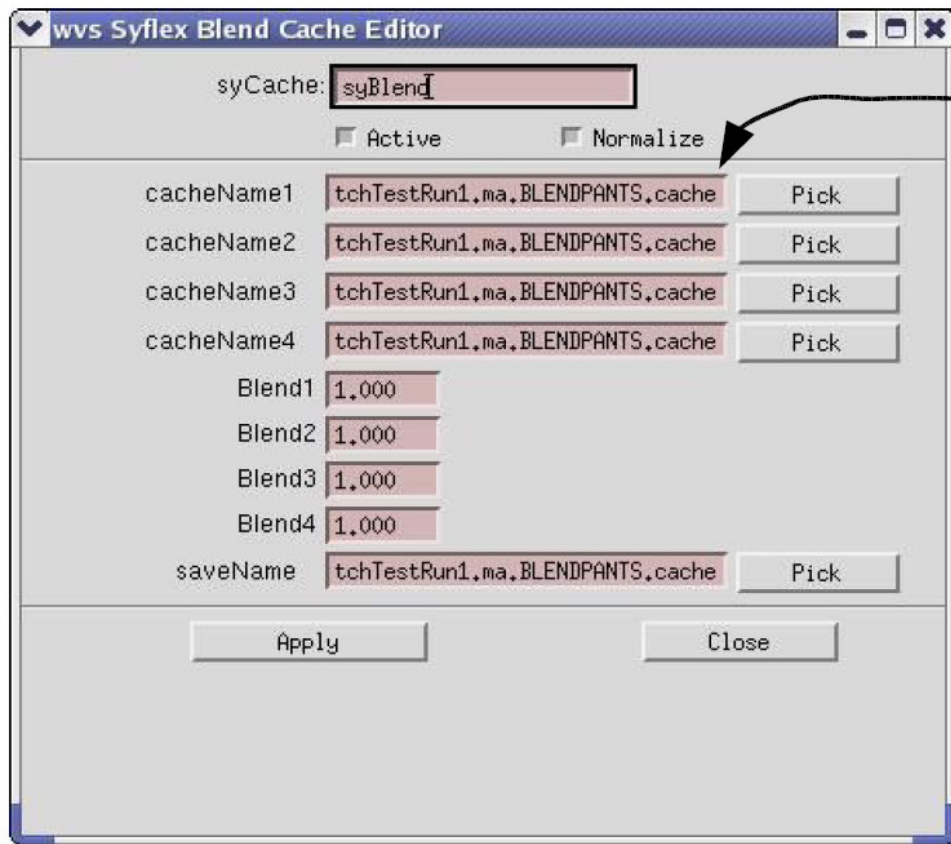 wvs Syflex Blend Cache Editor
syCache: syBlend
Active Normalize
cacheName1 tchTestRun1.ma.BLENDPANTS.cache Pick
cacheName2 tchTestRun1.ma.BLENDPANTS.cache Pick
cacheName3 tchTestRun1.ma.BLENDPANTS.cache Pick
cacheName4 tchTestRun1.ma.BLENDPANTS.cache Pick
Blend1 1.000
Blend2 1.000
Blend3 1.000
Blend4 1.000
saveName tchTestRun1.ma.BLENDPANTS.cache Pick
Apply Close